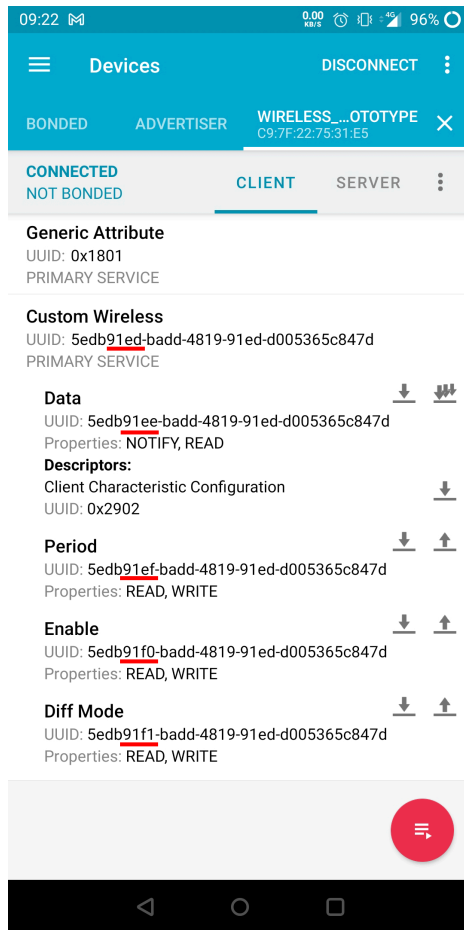 09:22 0.00 KB/S 4G 96%
Devices DISCONNECT
BONDED ADVERTISER WIRELESS_...OTOTYPE
C9:7F:22:75:31:E5
CONNECTED
NOT BONDED
CLIENT SERVER
Generic Attribute
UUID: 0x1801
PRIMARY SERVICE
Custom Wireless
UUID: 5edb91ed-badd-4819-91ed-d005365c847d
PRIMARY SERVICE
Data
UUID: 5edb91ee-badd-4819-91ed-d005365c847d
Properties: NOTIFY, READ
Descriptors:
Client Characteristic Configuration
UUID: 0x2902
Period
UUID: 5edb91ef-badd-4819-91ed-d005365c847d
Properties: READ, WRITE
Enable
UUID: 5edb91f0-badd-4819-91ed-d005365c847d
Properties: READ, WRITE
Diff Mode
UUID: 5edb91f1-badd-4819-91ed-d005365c847d
Properties: READ, WRITE